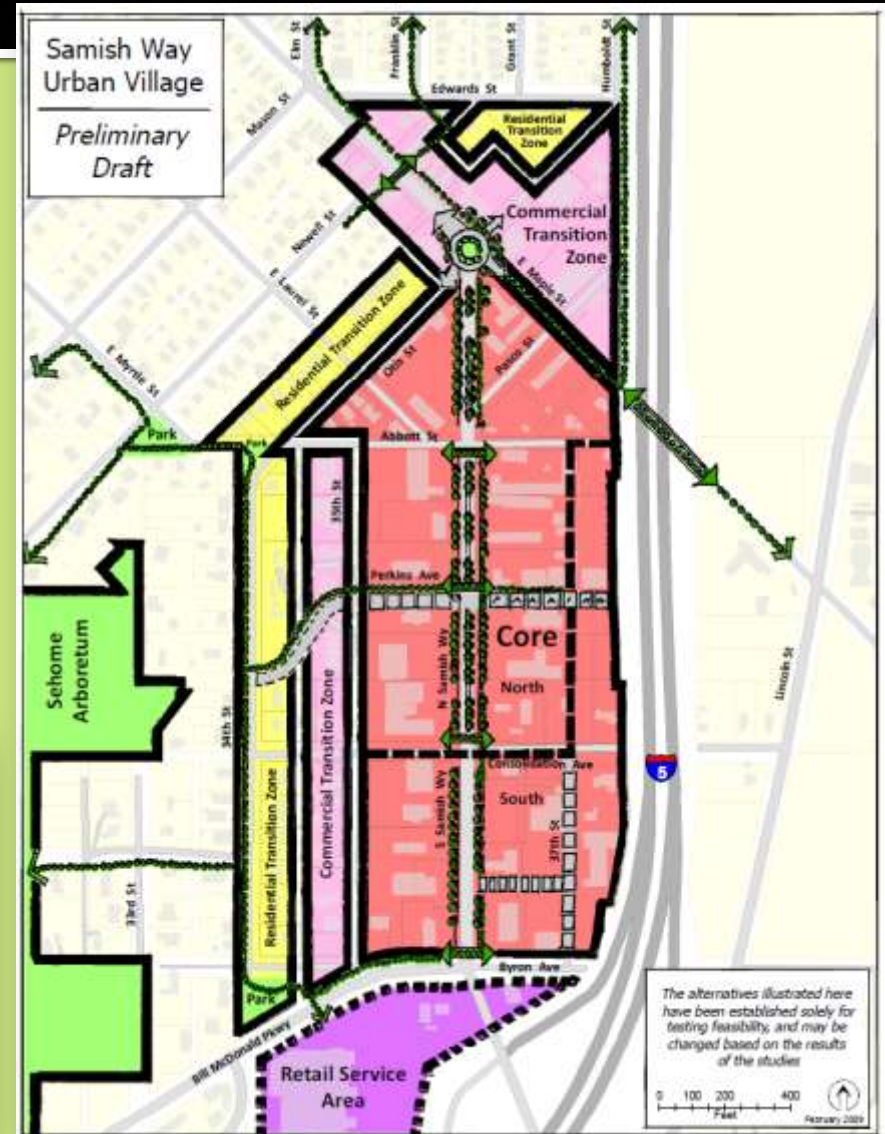 Samish Way
Urban Village
Preliminary
Draft
Elm St
Franklin St
Grant St
Humboldt St
Edwards St
Mason St
Residential
Transition
Zone
Newell St
Commercial
Transition
Zone
E Maple St
E Laurel St
Residential Transition Zone
E Myrtle St
Otis St
Pasco St
Park
Park
Abbott St
35th St
Perkins Ave
Core
North
N Samish Wy
Sehome
Arboretum
34th St
Commercial Transition Zone
Lincoln St
5
Consolidation Ave
South
S Samish Wy
37th St
Residential Transition Zone
33rd St
Byron Ave
Park
Bill McDonald Pkwy
Retail Service
Area
The alternatives illustrated here
have been established solely for
testing feasibility, and may be
changed based on the results
of the studies
0 100 200 400
Feet
February 2009